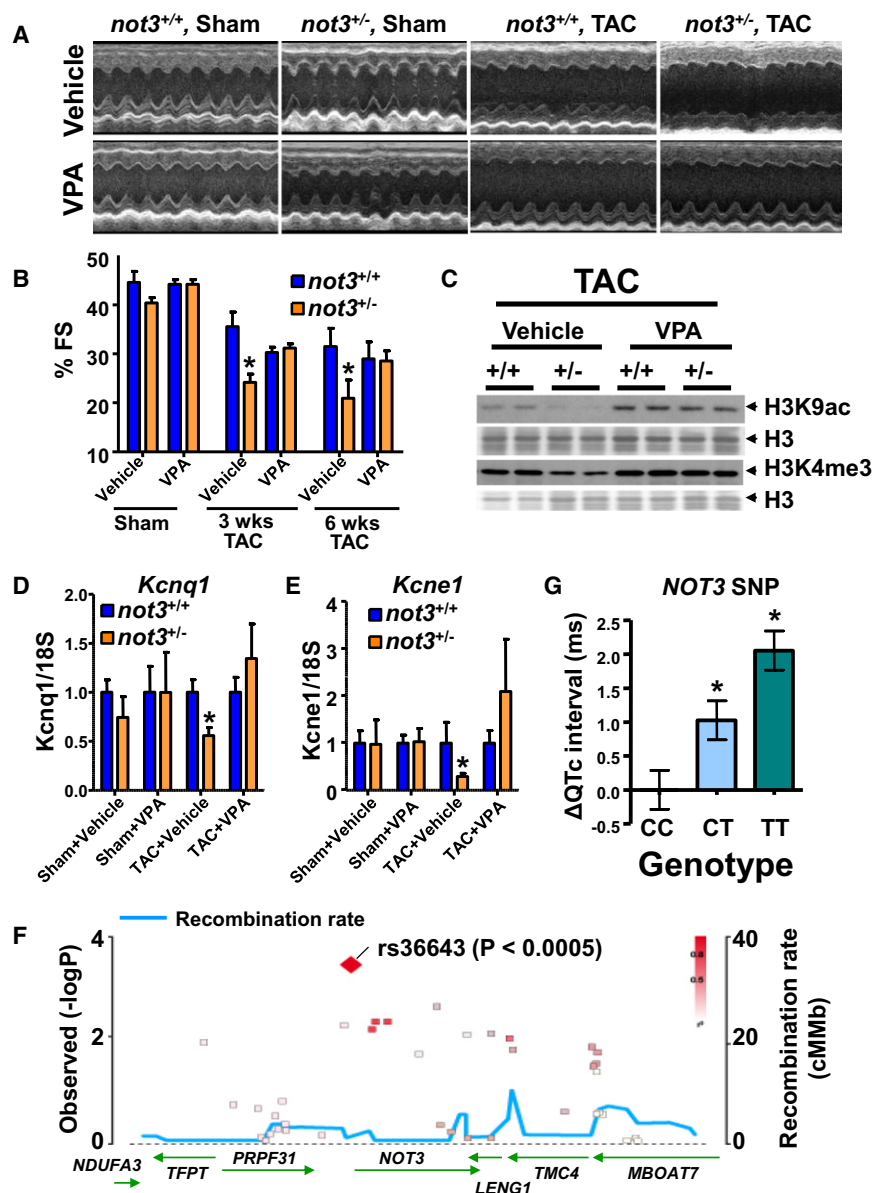 A
not3+/+, Sham
not3+/-, Sham
not3+/+, TAC
not3+/-, TAC
Vehicle
VPA
B
% FS
50
40
30
20
10
not3+/+
not3+/-
*
*
Vehicle
VPA
Vehicle
VPA
Vehicle
VPA
Sham
3 wks
TAC
6 wks
TAC
C
TAC
Vehicle
VPA
+/+
+/-
+/+
+/-
H3K9ac
H3
H3K4me3
H3
D
Kcnq1
Kcnq1/18S
2.0
1.5
1.0
0.5
0.0
not3+/+
not3+/-
*
Sham+Vehicle
Sham+VPA
TAC+Vehicle
TAC+VPA
E
Kcne1
Kcne1/18S
4
3
2
1
0
not3+/+
not3+/-
*
Sham+Vehicle
Sham+VPA
TAC+Vehicle
TAC+VPA
G
NOT3 SNP
ΔQTc interval (ms)
2.5
2.0
1.5
1.0
0.5
0.0
-0.5
*
*
CC
CT
TT
Genotype
F
Recombination rate
Observed (-logP)
4
2
0
rs36643 (P < 0.0005)
0.8
0.5
r²
40
20
0
Recombination rate
(cMMb)
NDUFA3
TFPT
PRPF31
NOT3
LENG1
TMC4
MBOAT7